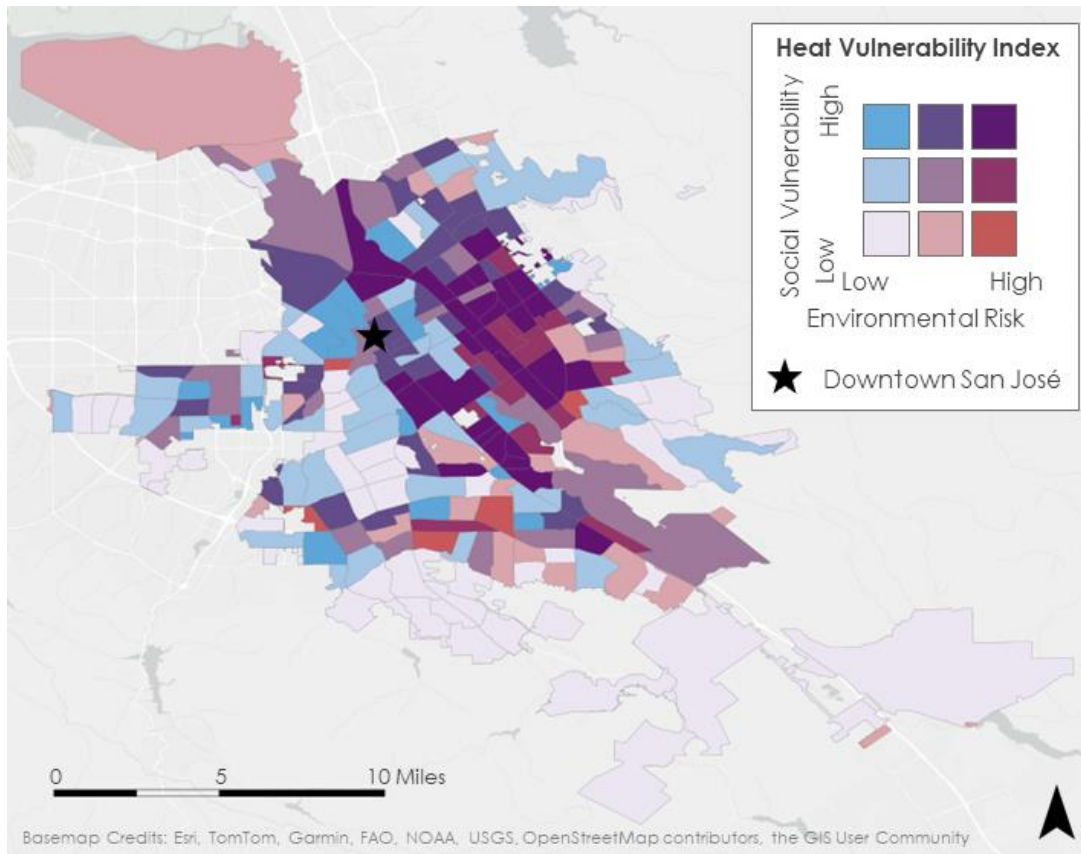 Heat Vulnerability Index
Social Vulnerability
High
Low
Low
High
Environmental Risk
Downtown San José
0 5 10 Miles
Basemap Credits: Esri, TomTom, Garmin, FAO, NOAA, USGS, OpenStreetMap contributors, the GIS User Community